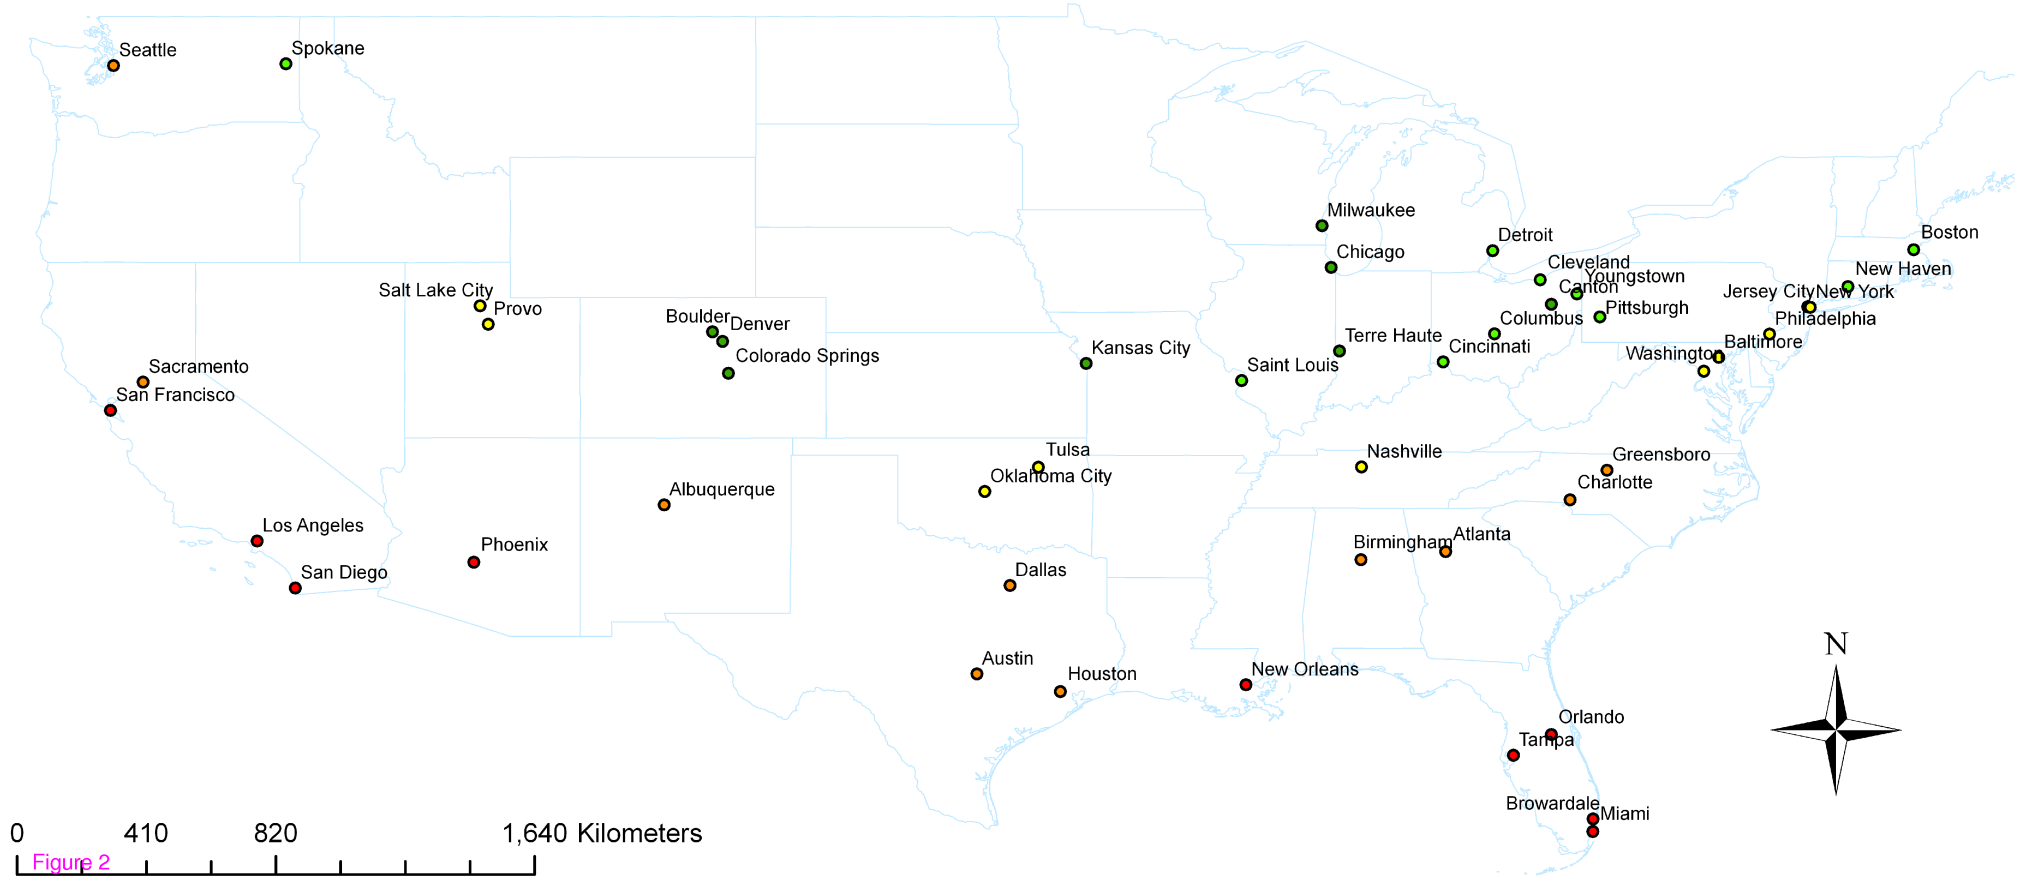 Seattle
Spokane
Milwaukee
Detroit
Boston
Chicago
Cleveland
Youngstown
New Haven
Canton
Salt Lake City
Provo
Jersey City
New York
Pittsburgh
Columbus
Philadelphia
Boulder
Denver
Terre Haute
Cincinnati
Baltimore
Washington
Kansas City
Colorado Springs
Saint Louis
Sacramento
San Francisco
Tulsa
Nashville
Greensboro
Oklahoma City
Charlotte
Albuquerque
Los Angeles
Phoenix
Birmingham
Atlanta
San Diego
Dallas
Austin
Houston
New Orleans
N
Orlando
Tampa
Browardale
Miami
0 410 820 1,640 Kilometers
Figure 2